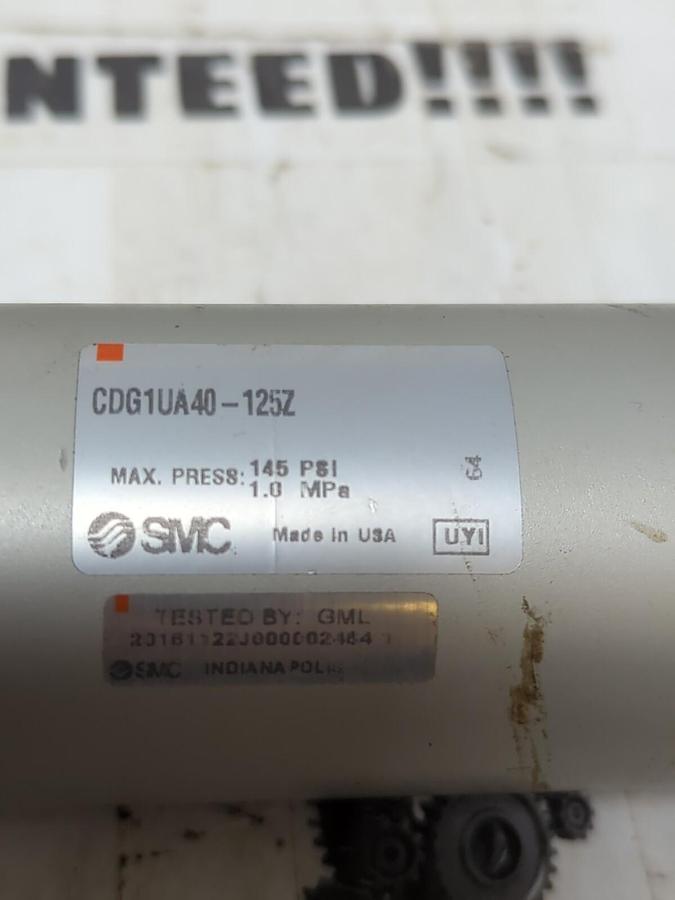 NTEED!!!!
CDG1UA40-125Z
MAX. PRESS: 145 PSI
1.0 MPa
64
SMC Made in USA UYI
TESTED BY: GML
SMC INDIANAPOLIS